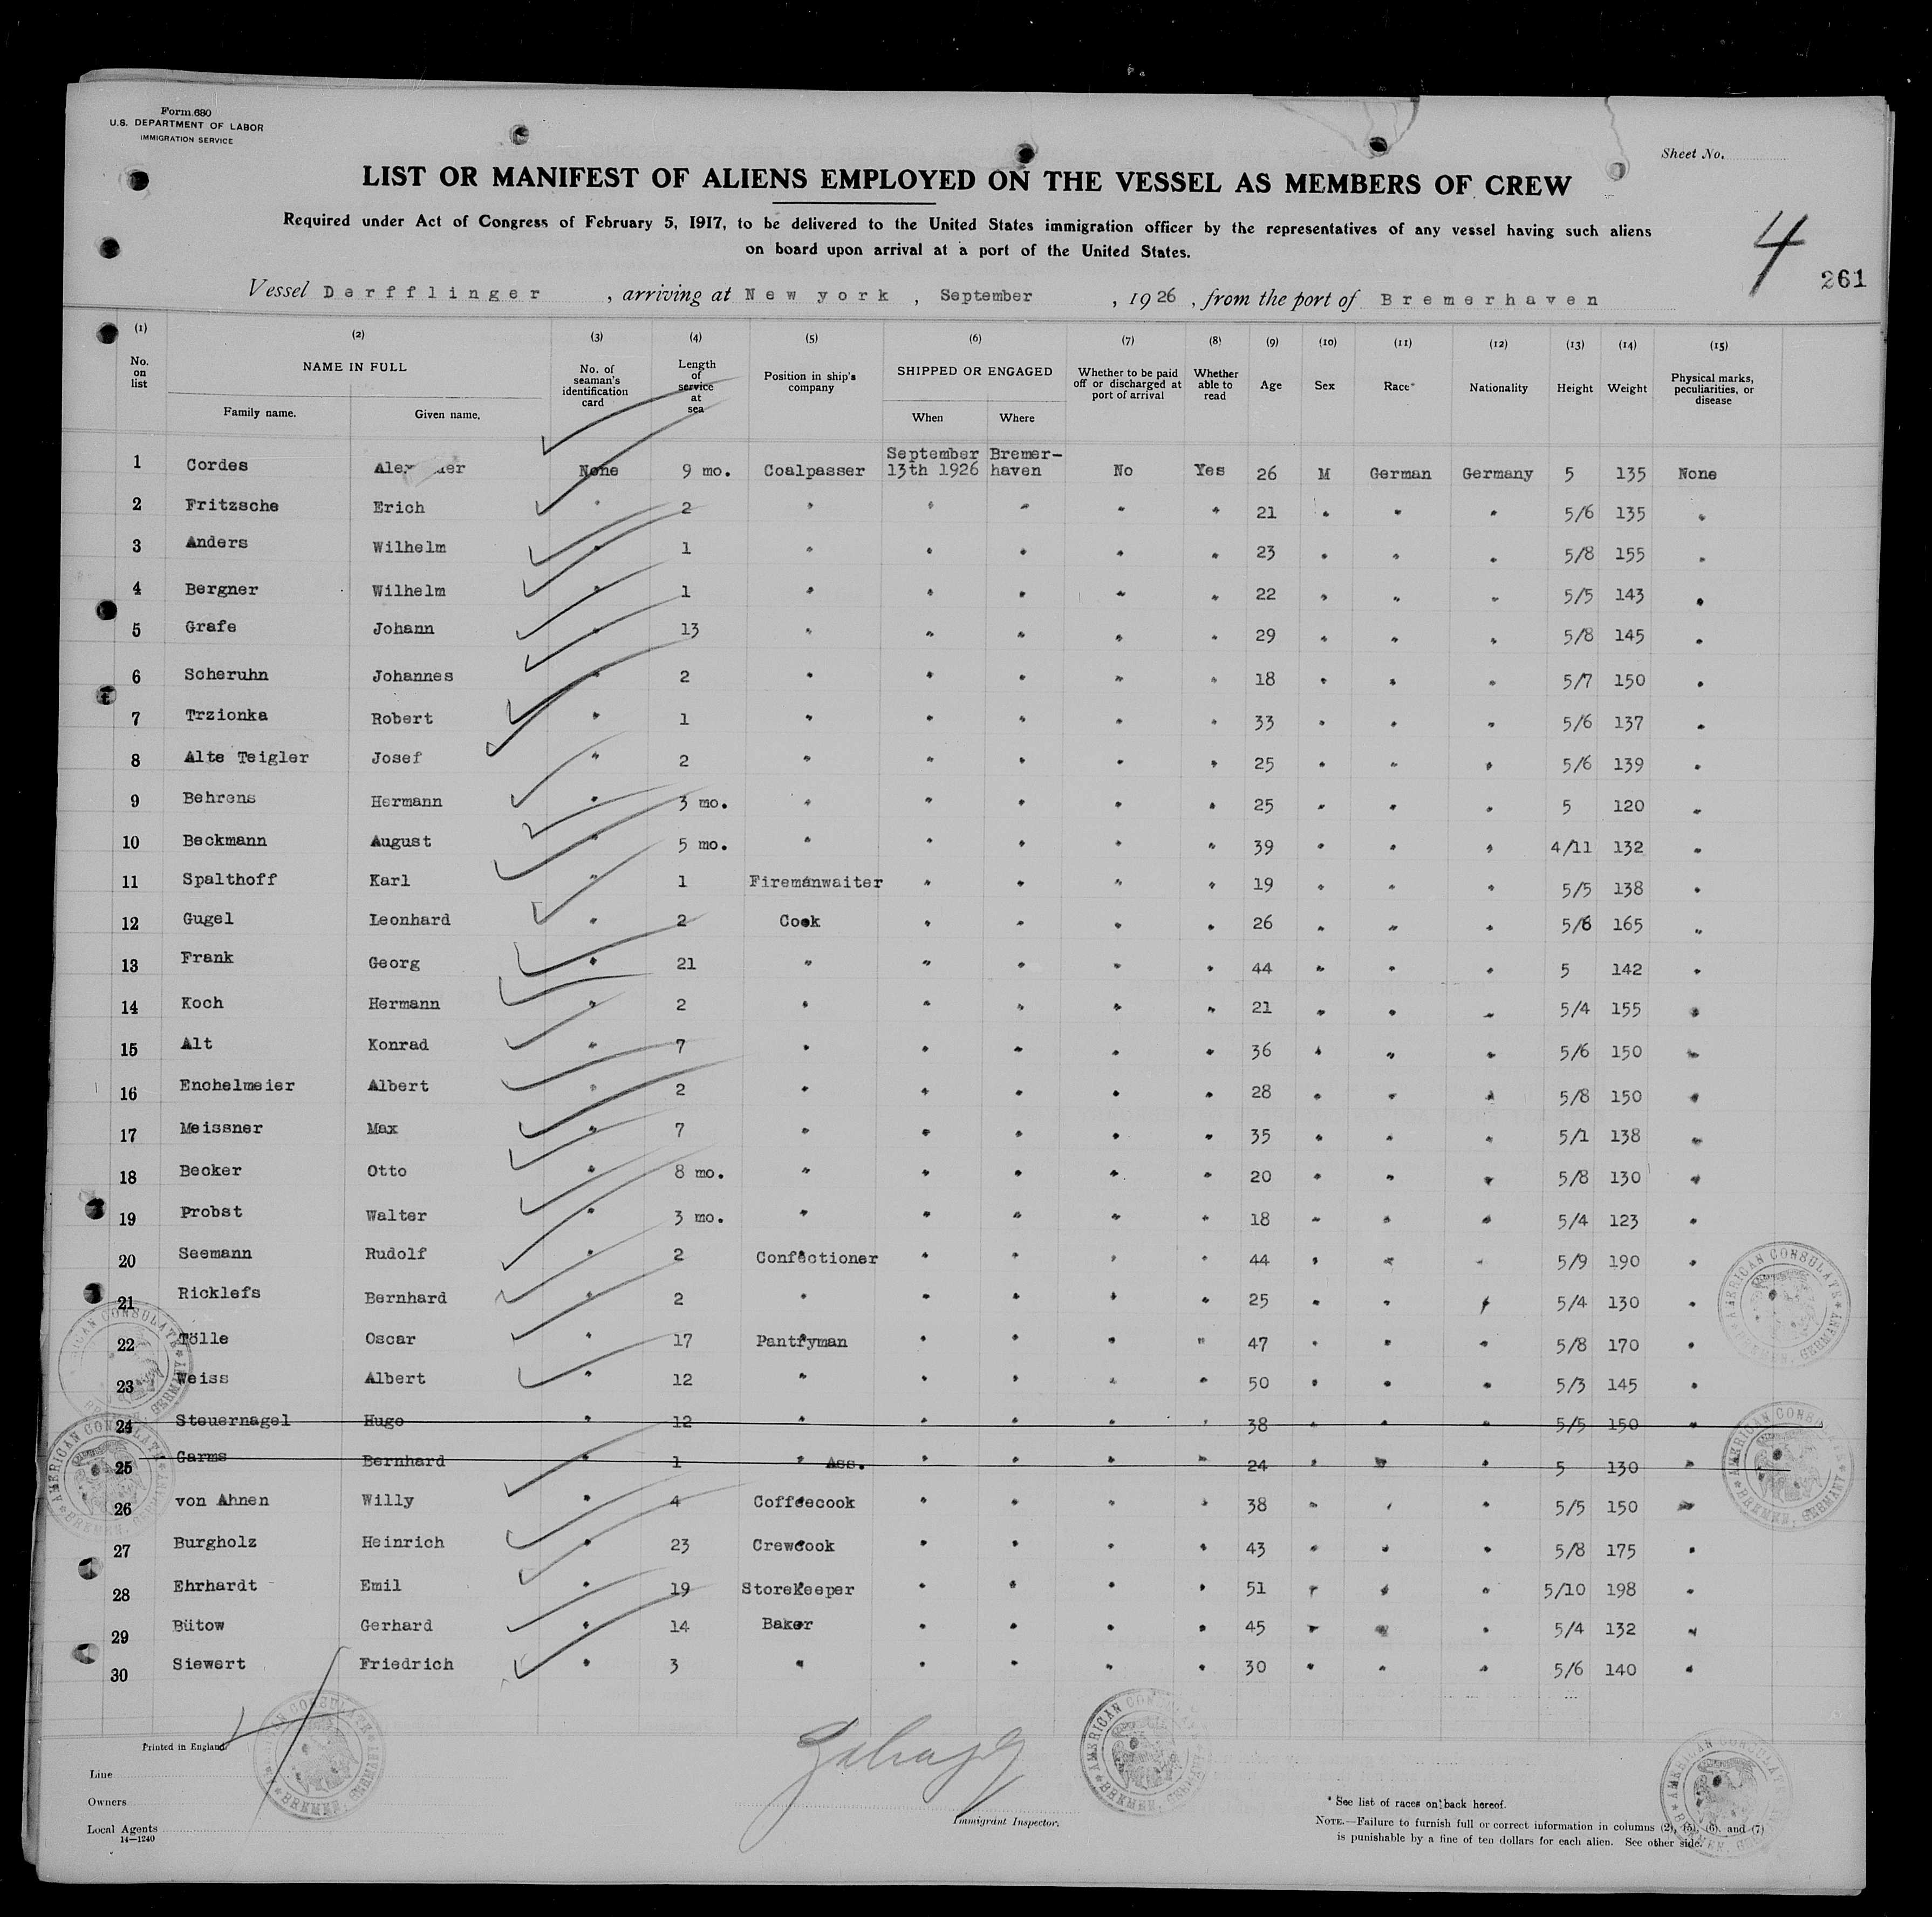 Form 680
U.S. DEPARTMENT OF LABOR
IMMIGRATION SERVICE
Sheet No.
LIST OR MANIFEST OF ALIENS EMPLOYED ON THE VESSEL AS MEMBERS OF CREW
Required under Act of Congress of February 5, 1917, to be delivered to the United States immigration officer by the representatives of any vessel having such aliens
on board upon arrival at a port of the United States.
4
261
Vessel Derfflinger , arriving at New york , September , 1926 , from the port of Bremerhaven
(1) (2) (3) (4) (5) (6) (7) (8) (9) (10) (11) (12) (13) (14) (15)
No. on list NAME IN FULL Family name. Given name. No. of seaman's identification card Length of service at sea Position in ship's company SHIPPED OR ENGAGED When Where Whether to be paid off or discharged at port of arrival Whether able to read Age Sex Race* Nationality Height Weight Physical marks, peculiarities, or disease
1 Cordes None 9 mo. Coalpasser September 13th 1926 Bremer-haven No Yes 26 M German Germany 5 135 None
2 Fritzsche Erich " 2 " " " " " 21 " " " 5/6 135 "
3 Anders Wilhelm " 1 " " " " " 23 " " " 5/8 155 "
4 Bergner Wilhelm " 1 " " " " " 22 " " " 5/5 143 "
5 Grafe Johann " 13 " " " " " 29 " " " 5/8 145 "
6 Scheruhn Johannes " 2 " " " " " 18 " " " 5/7 150 "
7 Trzionka Robert " 1 " " " " " 33 " " " 5/6 137 "
8 Alte Teigler Josef " 2 " " " " " 25 " " " 5/6 139 "
9 Behrens Hermann " 3 mo. " " " " " 25 " " " 5 120 "
10 Beckmann August " 5 mo. " " " " " 39 " " " 4/11 132 "
11 Spalthoff Karl " 1 Firemanwaiter " " " " 19 " " " 5/5 138 "
12 Gugel Leonhard " 2 Cook " " " " 26 " " " 5/6 165 "
13 Frank Georg " 21 " " " " " 44 " " " 5 142 "
14 Koch Hermann " 2 " " " " " 21 " " " 5/4 155 "
15 Alt Konrad " 7 " " " " " 36 " " " 5/6 150 "
16 Enchelmeier Albert " 2 " " " " " 28 " " " 5/8 150 "
17 Meissner Max " 7 " " " " " 35 " " " 5/1 138 "
18 Becker Otto " 8 mo. " " " " " 20 " " " 5/8 130 "
19 Probst Walter " 3 mo. " " " " " 18 " " " 5/4 123 "
20 Seemann Rudolf " 2 Confectioner " " " " 44 " " " 5/9 190 "
21 Ricklefs Bernhard " 2 " " " " " 25 " " " 5/4 130 "
22 Tölle Oscar " 17 Pantryman " " " " 47 " " " 5/8 170 "
23 Weiss Albert " 12 " " " " " 50 " " " 5/3 145 "
24 Steuernagel Hugo " 12 " " " " " 38 " " " 5/5 150 "
25 Garms Bernhard " 1 " Ass. " " " " 24 " " " 5 130 "
26 von Ahnen Willy " 4 Coffeecook " " " " 38 " " " 5/5 150 "
27 Burgholz Heinrich " 23 Crewcook " " " " 43 " " " 5/8 175 "
28 Ehrhardt Emil " 19 Storekeeper " " " " 51 " " " 5/10 198 "
29 Bütow Gerhard " 14 Baker " " " " 45 " " " 5/4 132 "
30 Siewert Friedrich " 3 " " " " " 30 " " " 5/6 140 "
AMERICAN CONSULATE BREMEN, GERMANY
Printed in England
Line
Owners
Local Agents
14—1240
Immigrant Inspector.
* See list of races on back hereof.
NOTE.—Failure to furnish full or correct information in columns (2), (5), (6), and (7)
is punishable by a fine of ten dollars for each alien. See other side.